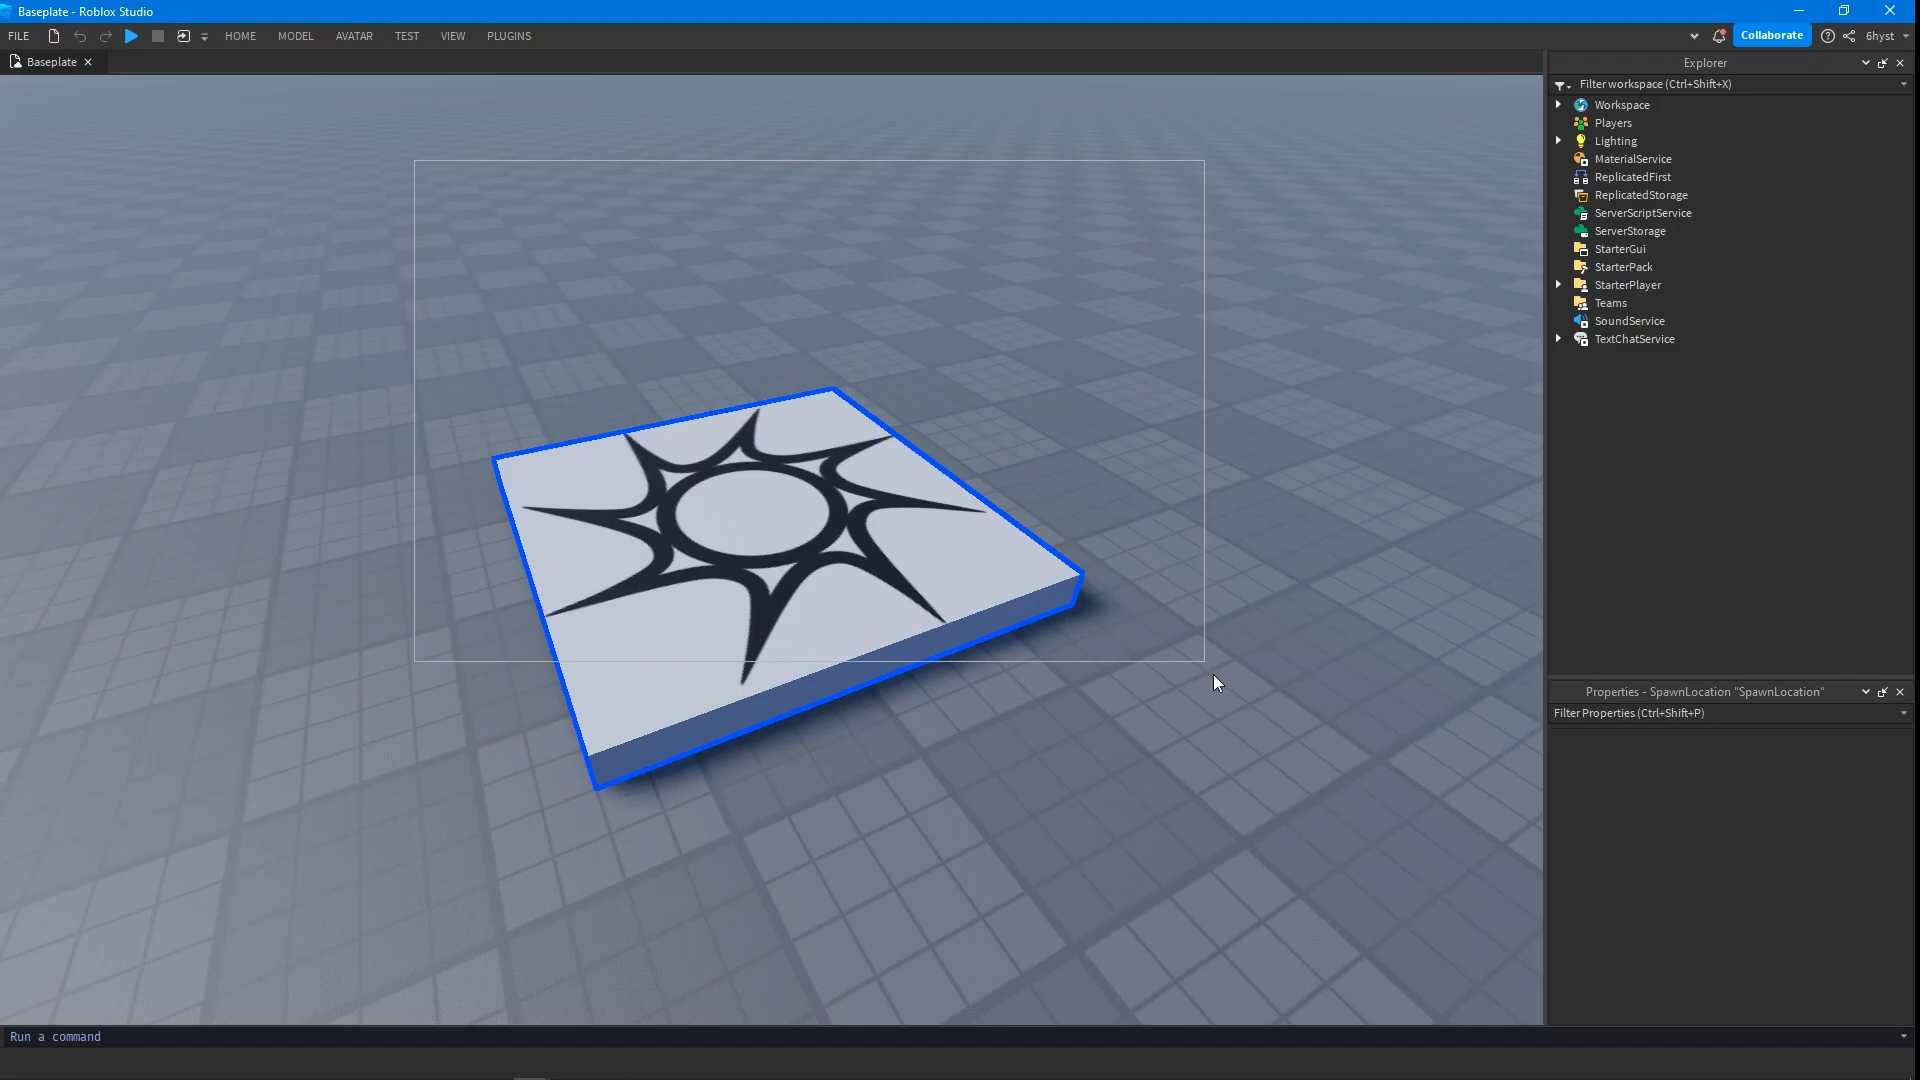 Baseplate - Roblox Studio
FILE HOME MODEL AVATAR TEST VIEW PLUGINS Collaborate 6hyst
Baseplate
Explorer
Filter workspace (Ctrl+Shift+X)
Workspace
Players
Lighting
MaterialService
ReplicatedFirst
ReplicatedStorage
ServerScriptService
ServerStorage
StarterGui
StarterPack
StarterPlayer
Teams
SoundService
TextChatService
Properties - SpawnLocation "SpawnLocation"
Filter Properties (Ctrl+Shift+P)
Run a command